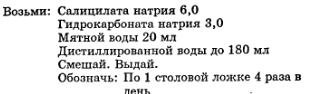 Возьми: Салицилата натрия 6,0
Гидрокарбоната натрия 3,0
Мятной воды 20 мл
Дистиллированной воды до 180 мл
Смешай. Выдай.
Обозначь: По 1 столовой ложке 4 раза в
день